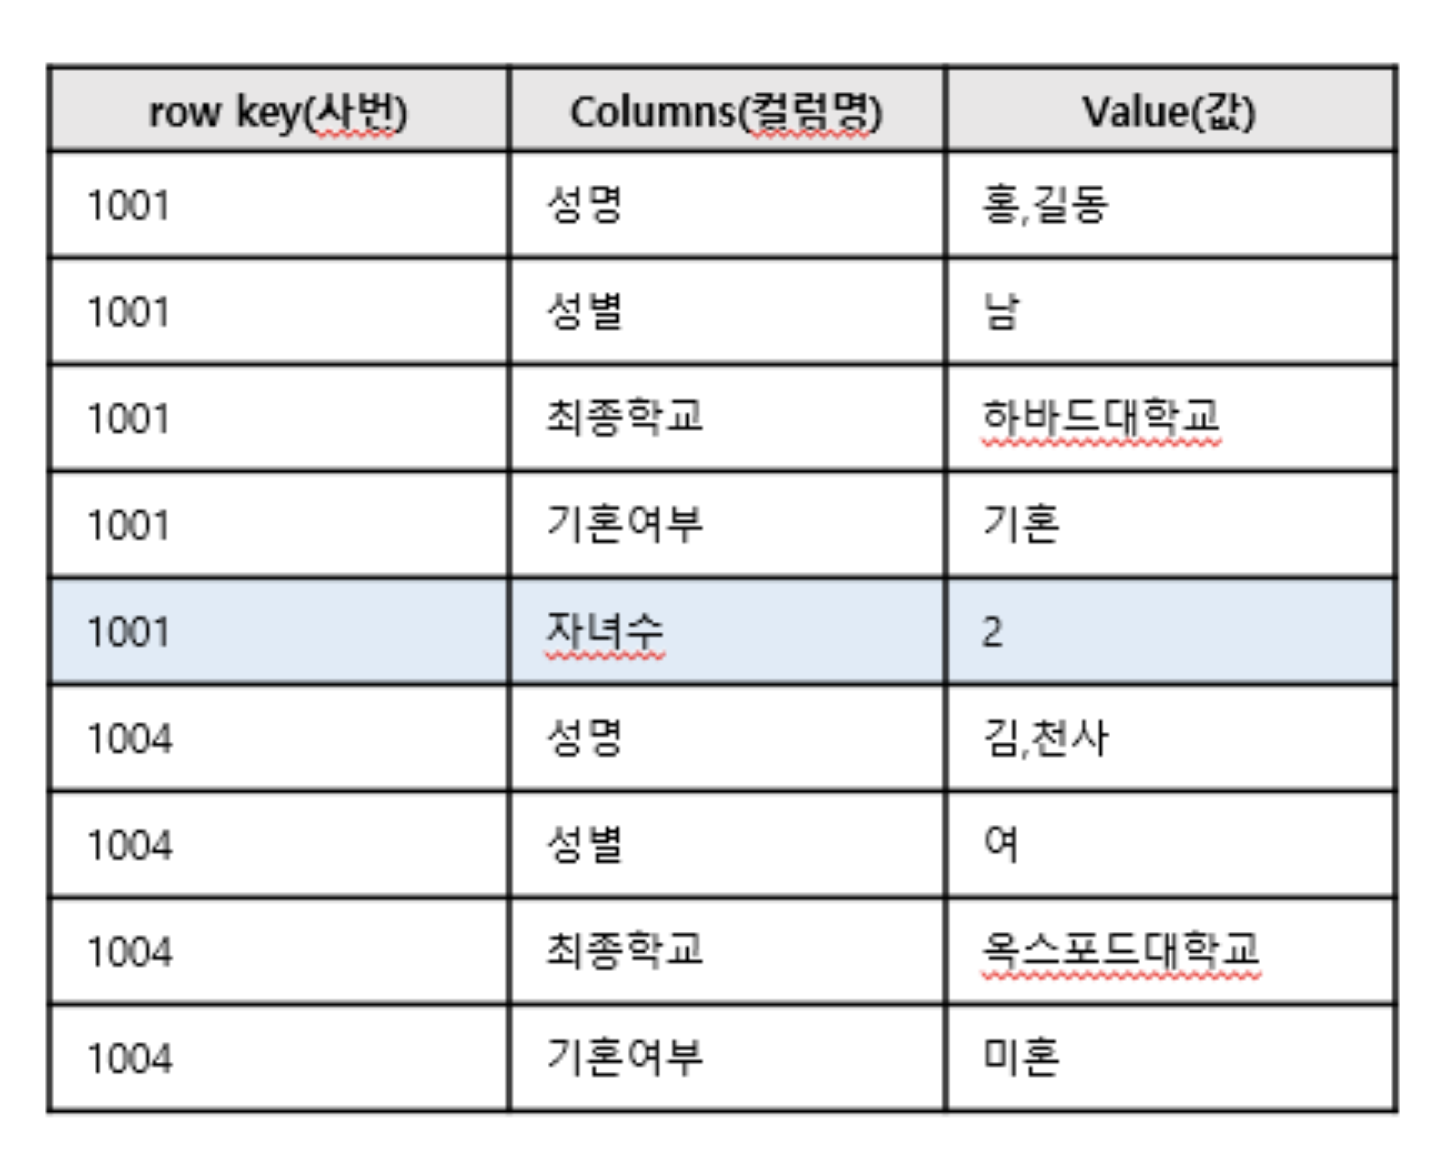 row key(사번) Columns(컬럼명) Value(값)
1001 성명 홍,길동
1001 성별 남
1001 최종학교 하바드대학교
1001 기혼여부 기혼
1001 자녀수 2
1004 성명 김,천사
1004 성별 여
1004 최종학교 옥스포드대학교
1004 기혼여부 미혼